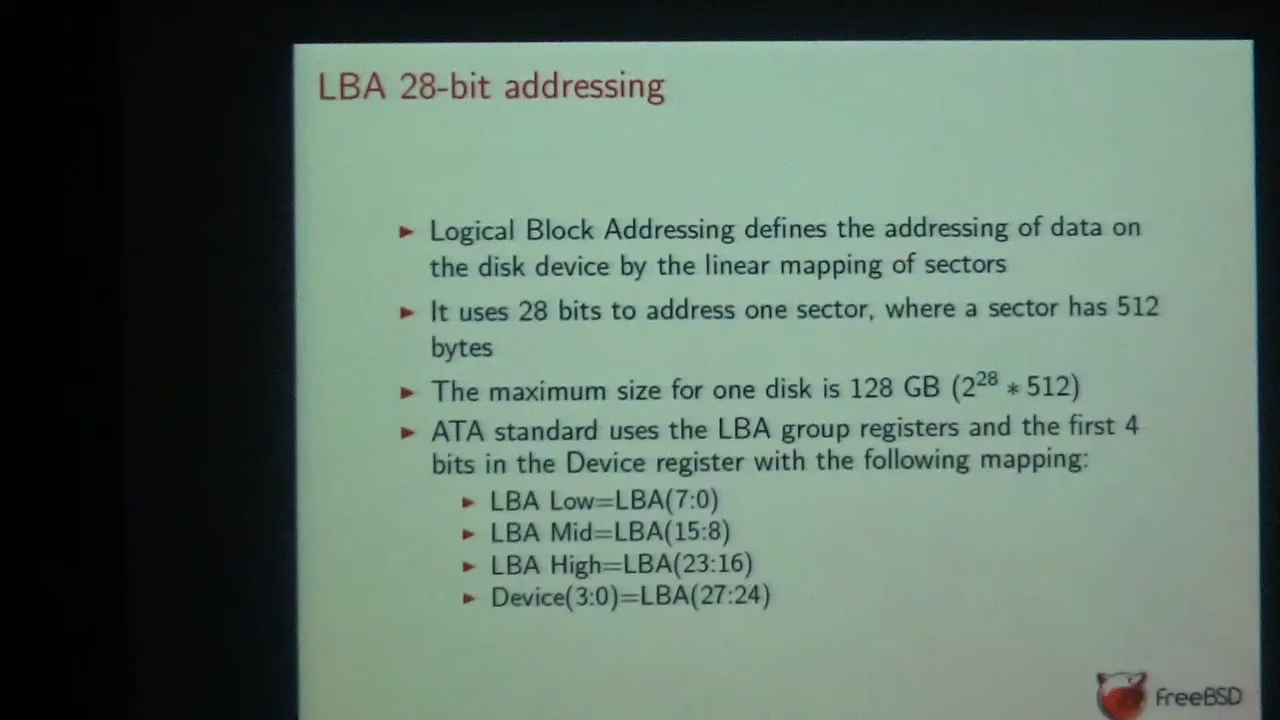 LBA 28-bit addressing
► Logical Block Addressing defines the addressing of data on
the disk device by the linear mapping of sectors
► It uses 28 bits to address one sector, where a sector has 512
bytes
► The maximum size for one disk is 128 GB (2²⁸ * 512)
► ATA standard uses the LBA group registers and the first 4
bits in the Device register with the following mapping:
► LBA Low=LBA(7:0)
► LBA Mid=LBA(15:8)
► LBA High=LBA(23:16)
► Device(3:0)=LBA(27:24)
FreeBSD